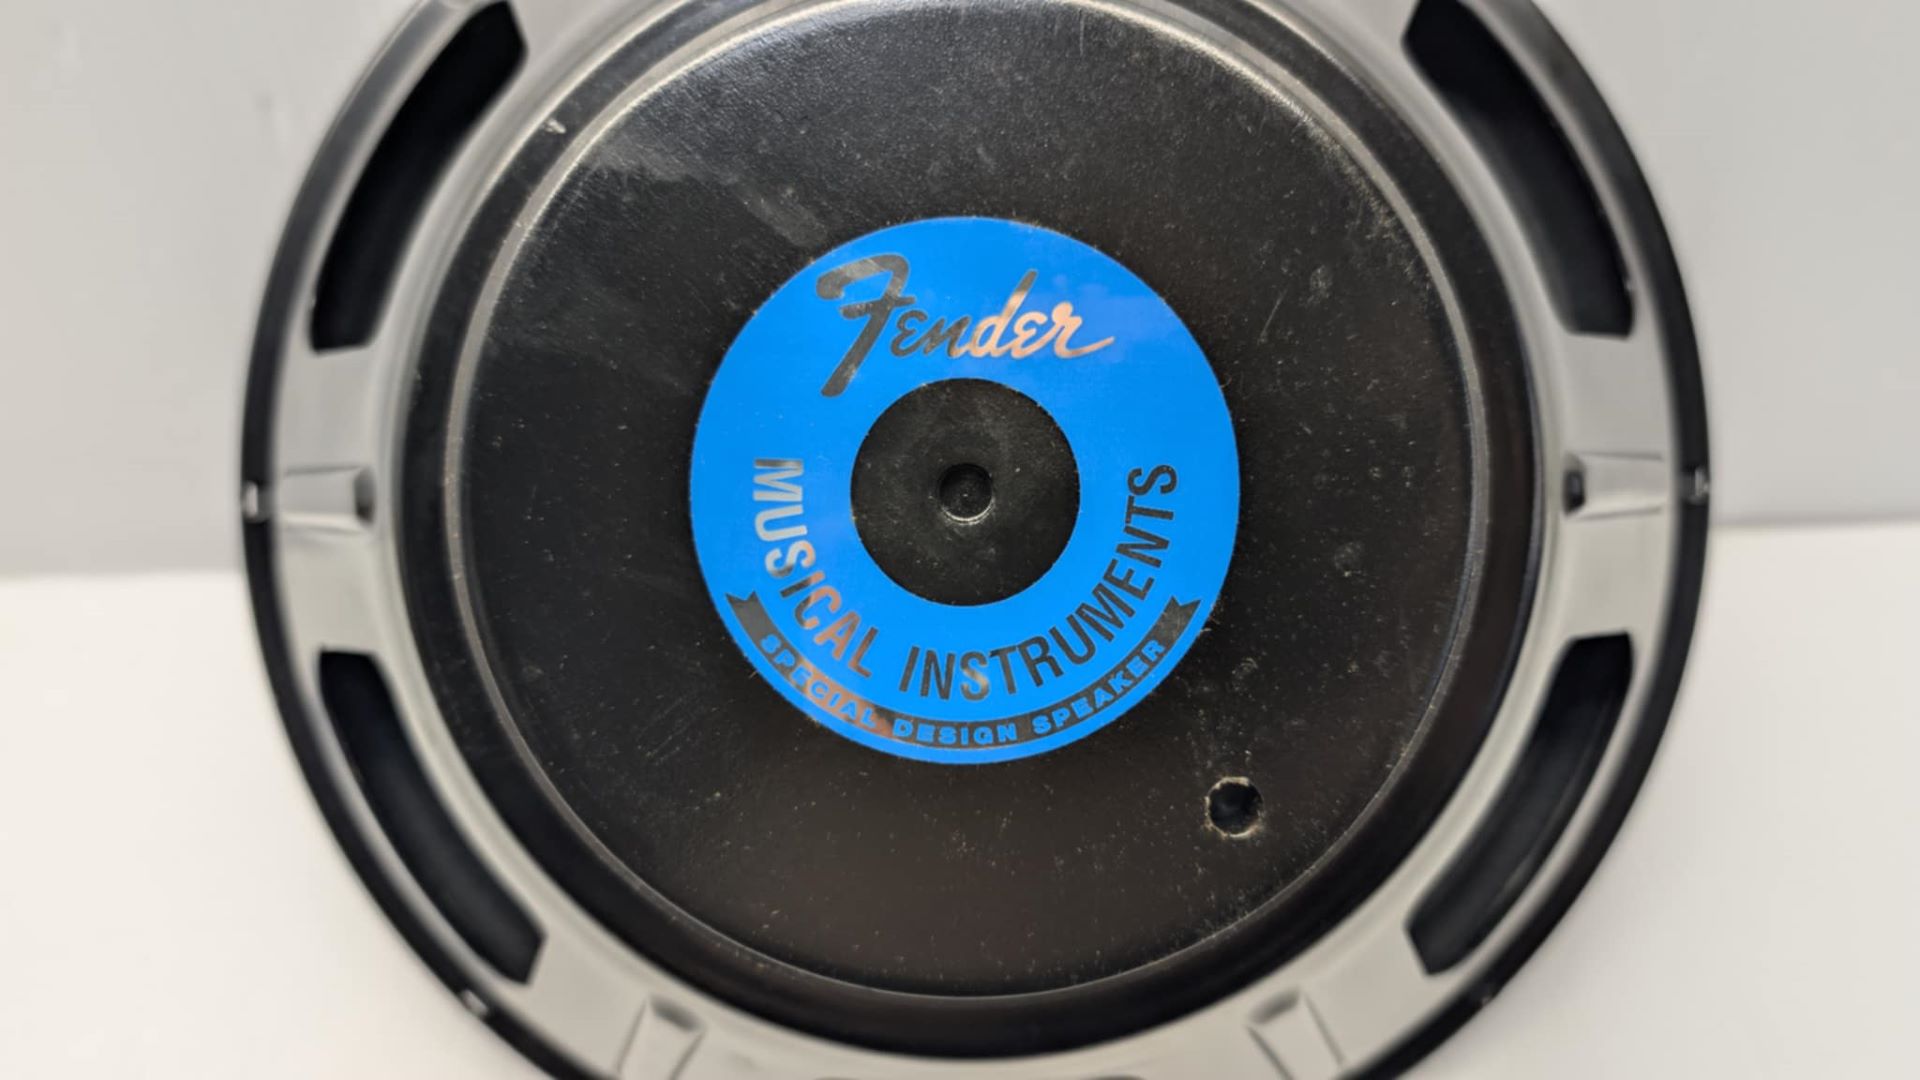 Fender
MUSICAL INSTRUMENTS
SPECIAL DESIGN SPEAKER